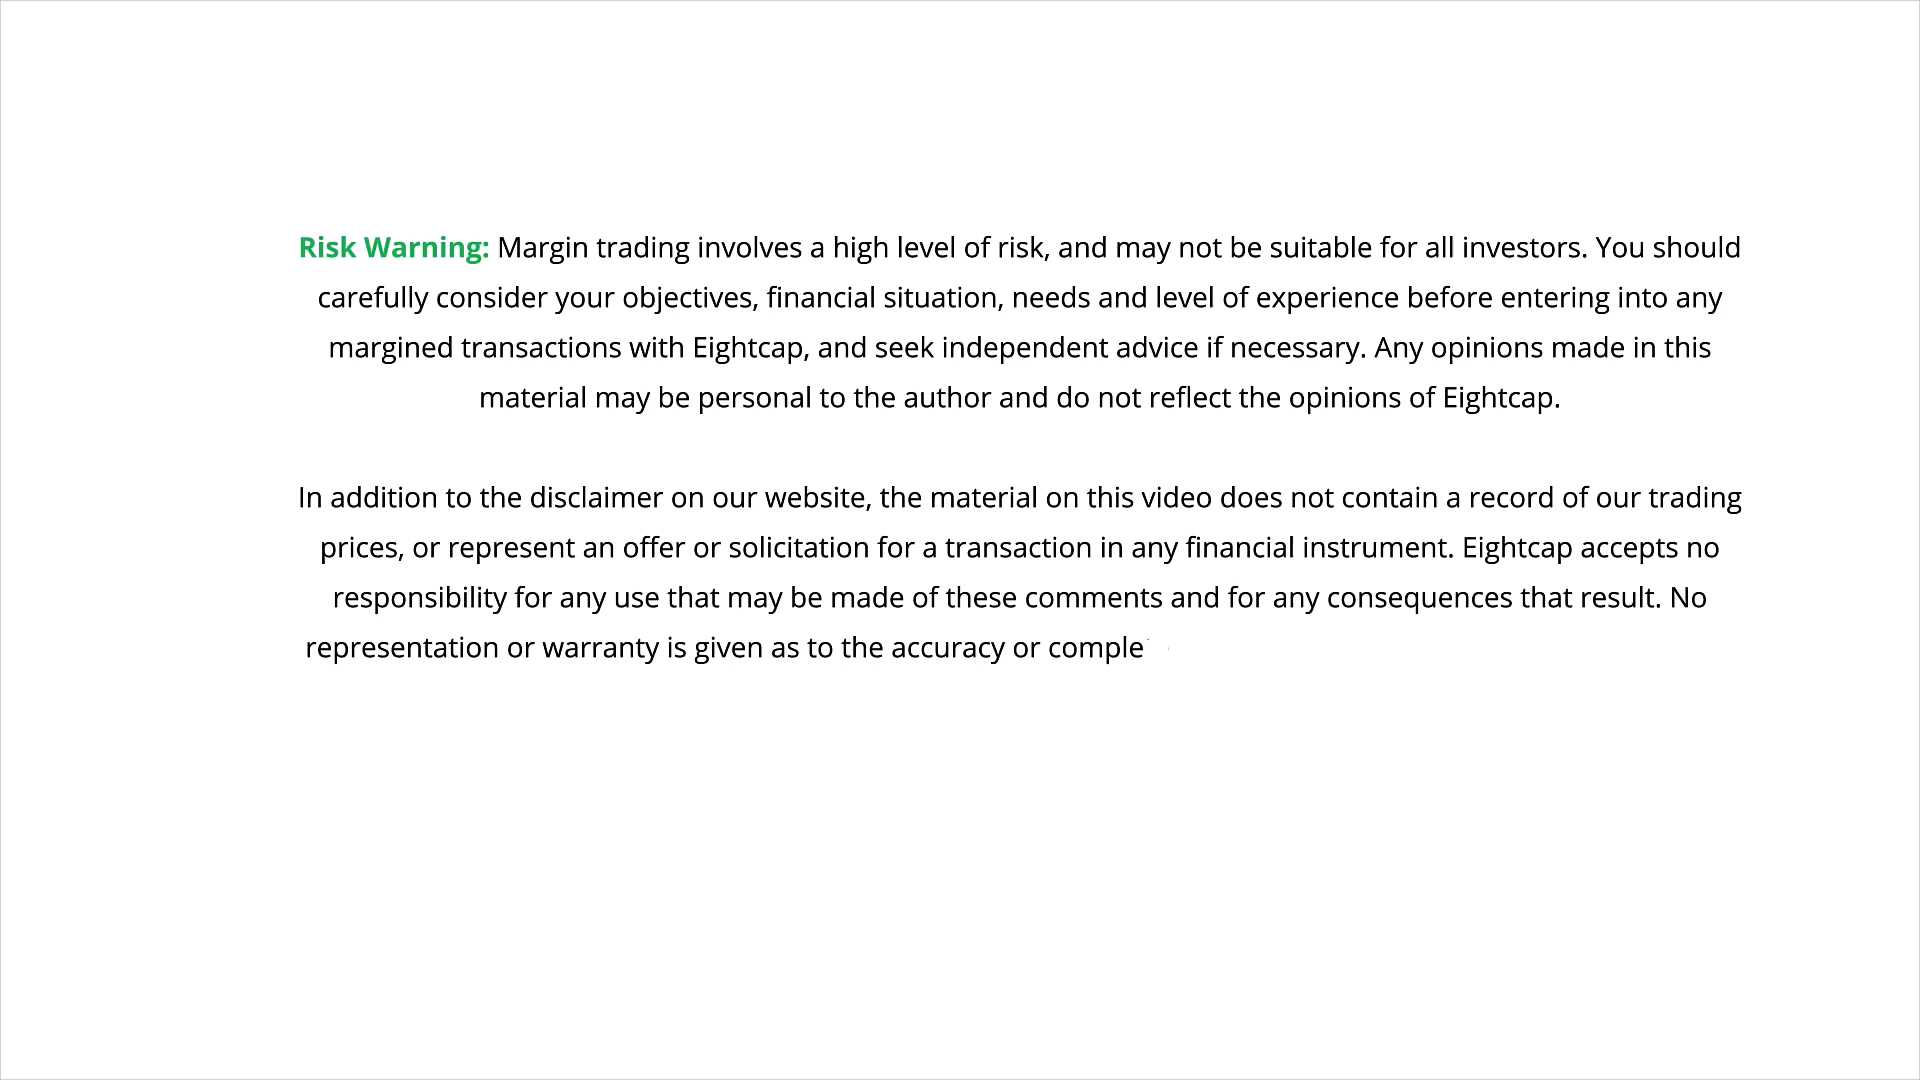 Risk Warning: Margin trading involves a high level of risk, and may not be suitable for all investors. You should
carefully consider your objectives, financial situation, needs and level of experience before entering into any
margined transactions with Eightcap, and seek independent advice if necessary. Any opinions made in this
material may be personal to the author and do not reflect the opinions of Eightcap.
In addition to the disclaimer on our website, the material on this video does not contain a record of our trading
prices, or represent an offer or solicitation for a transaction in any financial instrument. Eightcap accepts no
responsibility for any use that may be made of these comments and for any consequences that result. No
representation or warranty is given as to the accuracy or comple